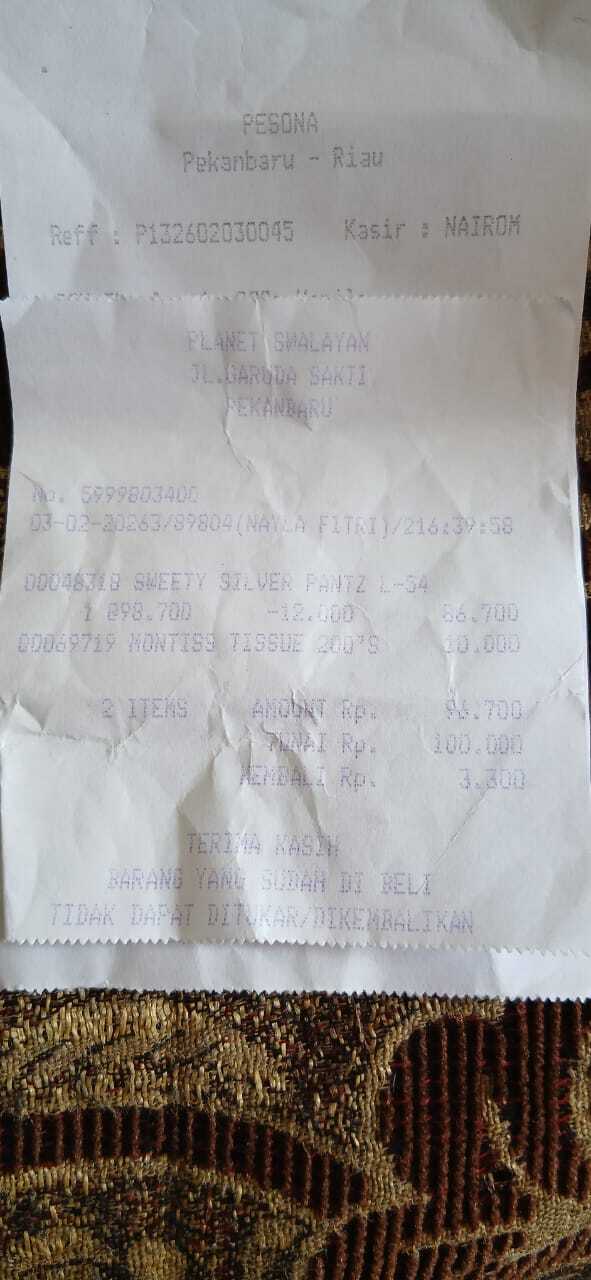 PESONA
Pekanbaru - Riau
Reff : P132602030045 Kasir : NAIROM
PLANET SWALAYAN
JL.GARUDA SAKTI
PEKANBARU
No. 5999803400
03-02-20263/89804(NAYLA FITRI)/216:39:58
00048318 SWEETY SILVER PANTZ L-54
1 @98.700 -12.000 86.700
00069719 MONTISS TISSUE 200'S 10.000
2 ITEMS AMOUNT Rp. 96.700
TUNAI Rp. 100.000
KEMBALI Rp. 3.300
TERIMA KASIH
BARANG YANG SUDAH DI BELI
TIDAK DAPAT DITUKAR/DIKEMBALIKAN